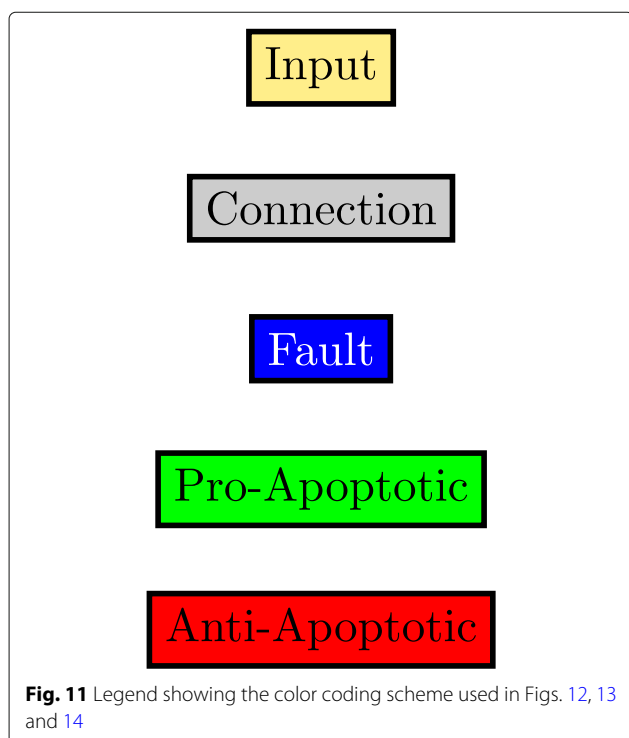 Input
Connection
Fault
Pro-Apoptotic
Anti-Apoptotic
Fig. 11 Legend showing the color coding scheme used in Figs. 12, 13
and 14